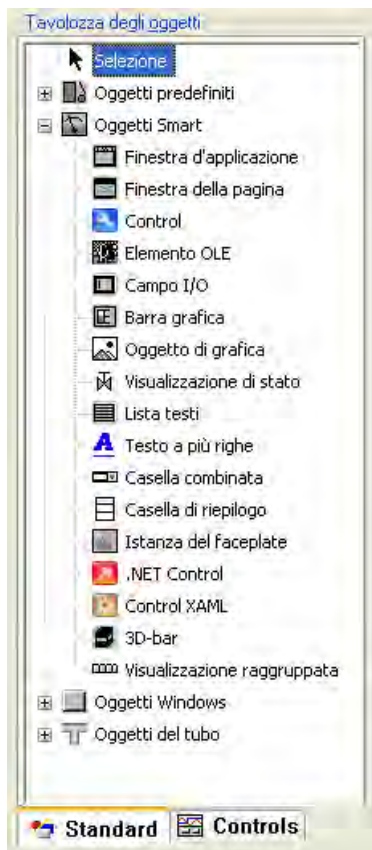 Tavolozza degli oggetti
Selezione
Oggetti predefiniti
Oggetti Smart
Finestra d'applicazione
Finestra della pagina
Control
Elemento OLE
Campo I/O
Barra grafica
Oggetto di grafica
Visualizzazione di stato
Lista testi
Testo a più righe
Casella combinata
Casella di riepilogo
Istanza del faceplate
.NET Control
Control XAML
3D-bar
Visualizzazione raggruppata
Oggetti Windows
Oggetti del tubo
Standard Controls